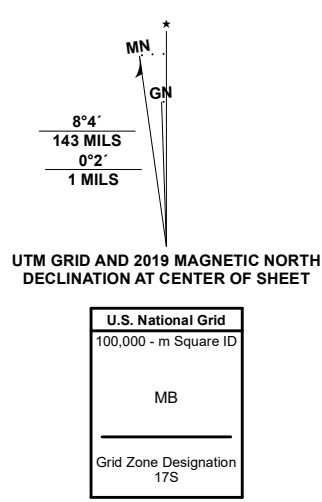 MN
GN
8°4´
143 MILS
0°2´
1 MILS
UTM GRID AND 2019 MAGNETIC NORTH
DECLINATION AT CENTER OF SHEET
U.S. National Grid
100,000 - m Square ID
MB
Grid Zone Designation
17S